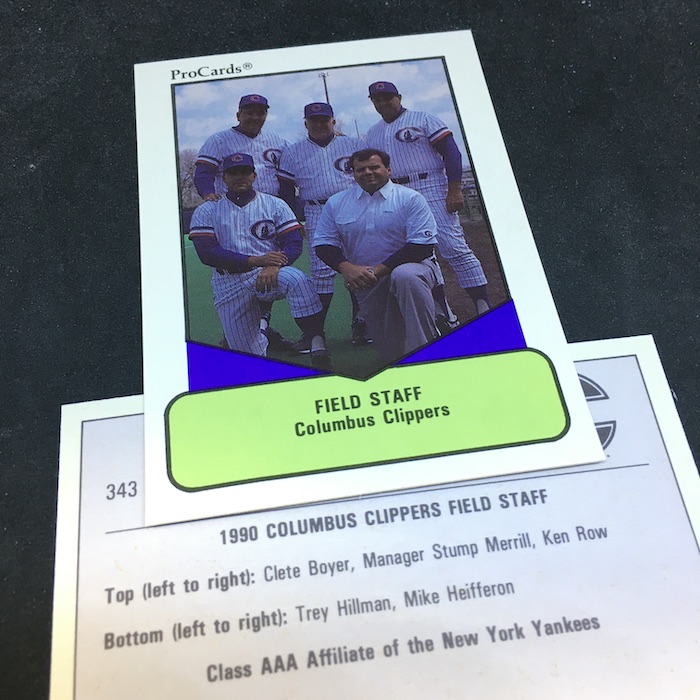 ProCards®
FIELD STAFF
Columbus Clippers
343
1990 COLUMBUS CLIPPERS FIELD STAFF
Top (left to right): Clete Boyer, Manager Stump Merrill, Ken Row
Bottom (left to right): Trey Hillman, Mike Heifferon
Class AAA Affiliate of the New York Yankees